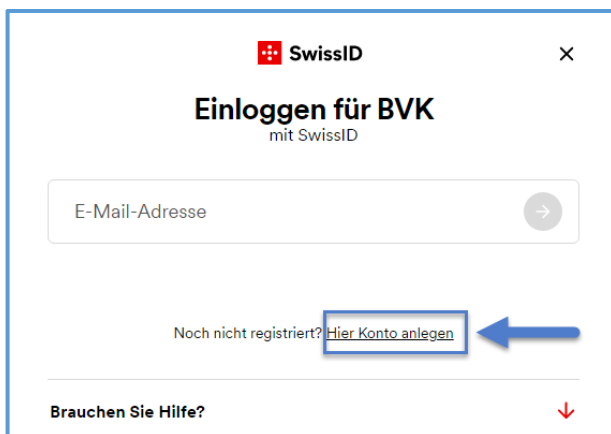 SwissID
Einloggen für BVK
mit SwissID
E-Mail-Adresse
Noch nicht registriert? Hier Konto anlegen
Brauchen Sie Hilfe?